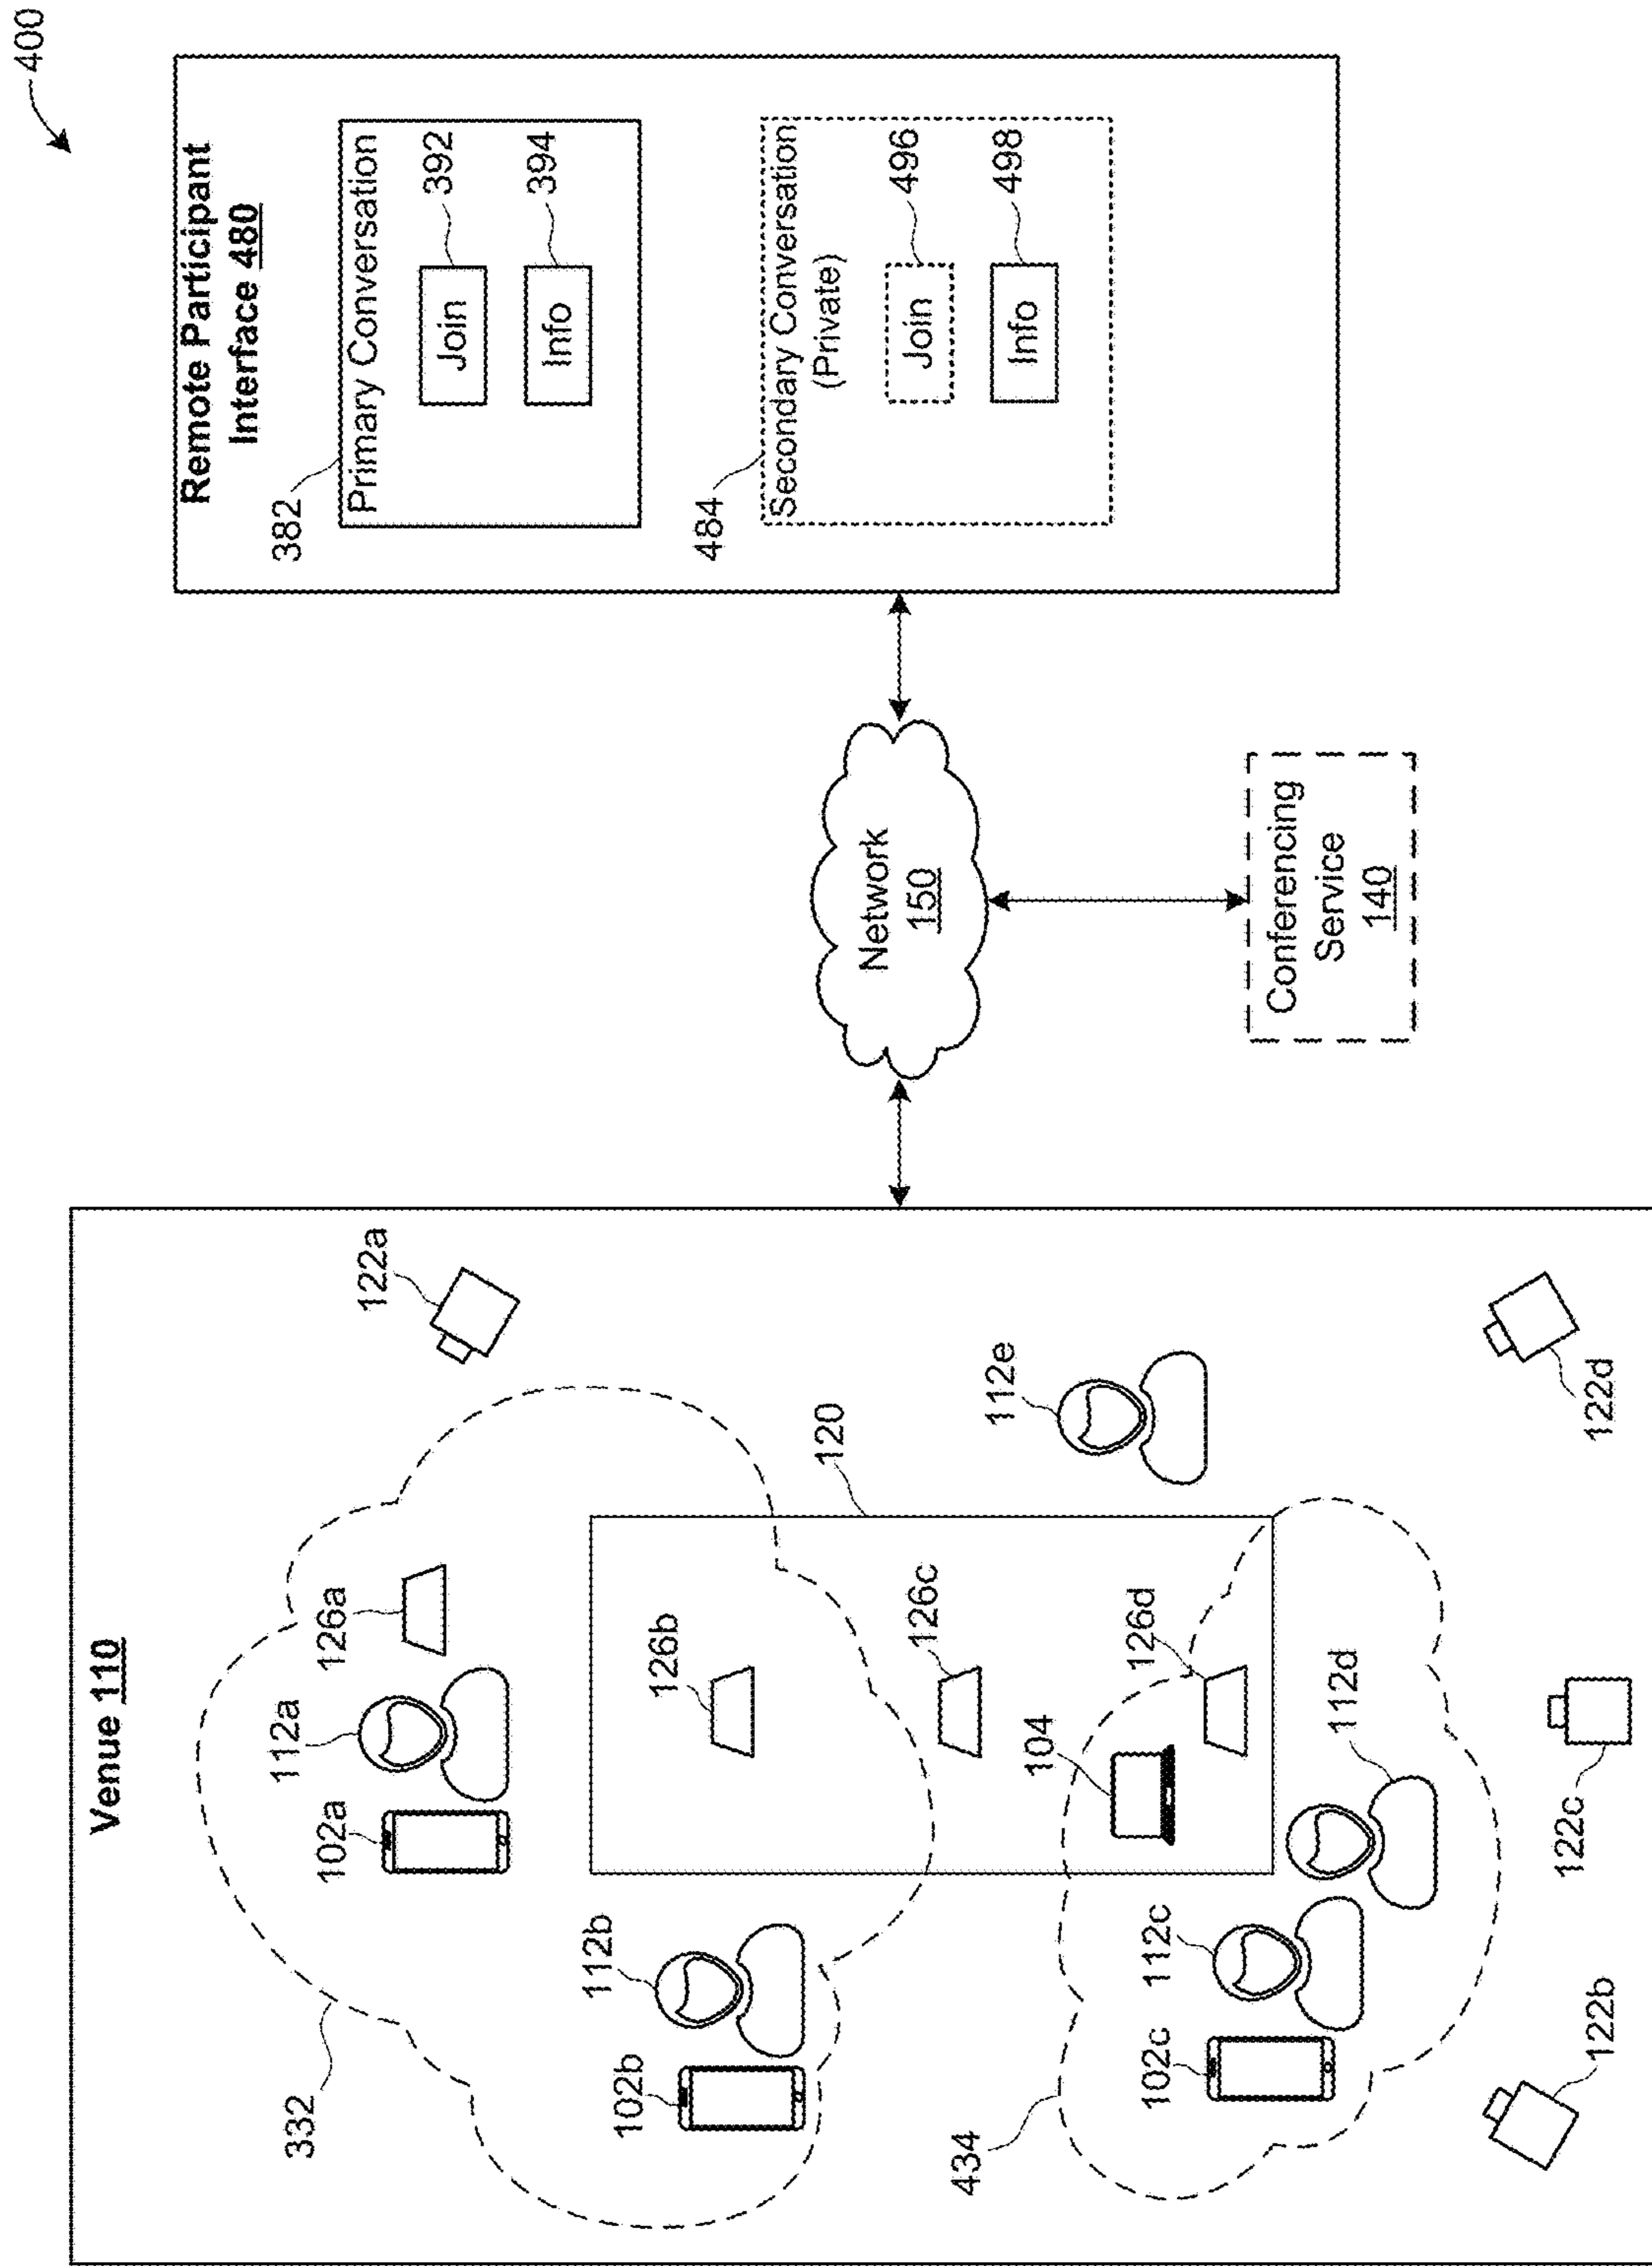 400
Venue 110
332
102a
112a
126a
122a
102b
112b
126b
120
126c
112e
434
104
126d
102c
112c
112d
122b
122c
122d
Network
150
Conferencing
Service
140
Remote Participant
Interface 480
382
Primary Conversation
Join
392
Info
394
484
Secondary Conversation
(Private)
Join
496
Info
498